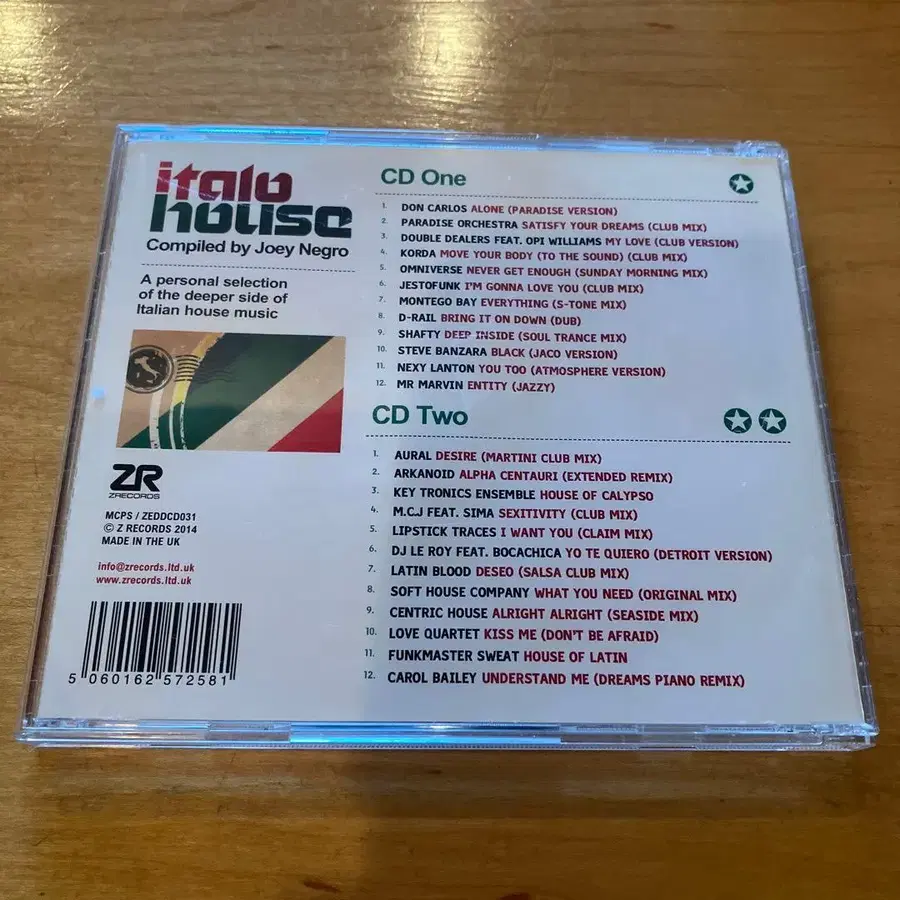 italo
house
Compiled by Joey Negro
A personal selection
of the deeper side of
Italian house music
ZR
ZRECORDS
MCPS / ZEDDCD031
© Z RECORDS 2014
MADE IN THE UK
info@zrecords.ltd.uk
www.zrecords.ltd.uk
5 060162 572581
CD One
1. DON CARLOS ALONE (PARADISE VERSION)
2. PARADISE ORCHESTRA SATISFY YOUR DREAMS (CLUB MIX)
3. DOUBLE DEALERS FEAT. OPI WILLIAMS MY LOVE (CLUB VERSION)
4. KORDA MOVE YOUR BODY (TO THE SOUND) (CLUB MIX)
5. OMNIVERSE NEVER GET ENOUGH (SUNDAY MORNING MIX)
6. JESTOFUNK I'M GONNA LOVE YOU (CLUB MIX)
7. MONTEGO BAY EVERYTHING (S-TONE MIX)
8. D-RAIL BRING IT ON DOWN (DUB)
9. SHAFTY DEEP INSIDE (SOUL TRANCE MIX)
10. STEVE BANZARA BLACK (JACO VERSION)
11. NEXY LANTON YOU TOO (ATMOSPHERE VERSION)
12. MR MARVIN ENTITY (JAZZY)
CD Two
1. AURAL DESIRE (MARTINI CLUB MIX)
2. ARKANOID ALPHA CENTAURI (EXTENDED REMIX)
3. KEY TRONICS ENSEMBLE HOUSE OF CALYPSO
4. M.C.J FEAT. SIMA SEXITIVITY (CLUB MIX)
5. LIPSTICK TRACES I WANT YOU (CLAIM MIX)
6. DJ LE ROY FEAT. BOCACHICA YO TE QUIERO (DETROIT VERSION)
7. LATIN BLOOD DESEO (SALSA CLUB MIX)
8. SOFT HOUSE COMPANY WHAT YOU NEED (ORIGINAL MIX)
9. CENTRIC HOUSE ALRIGHT ALRIGHT (SEASIDE MIX)
10. LOVE QUARTET KISS ME (DON'T BE AFRAID)
11. FUNKMASTER SWEAT HOUSE OF LATIN
12. CAROL BAILEY UNDERSTAND ME (DREAMS PIANO REMIX)